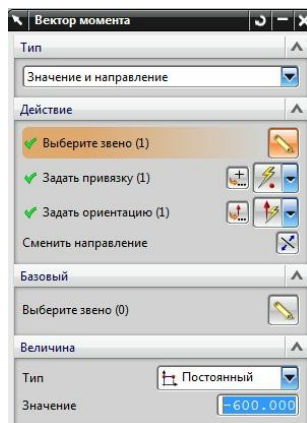 Вектор момента
Тип
Значение и направление
Действие
Выберите звено (1)
Задать привязку (1)
Задать ориентацию (1)
Сменить направление
Базовый
Выберите звено (0)
Величина
Тип Постоянный
Значение -600.000